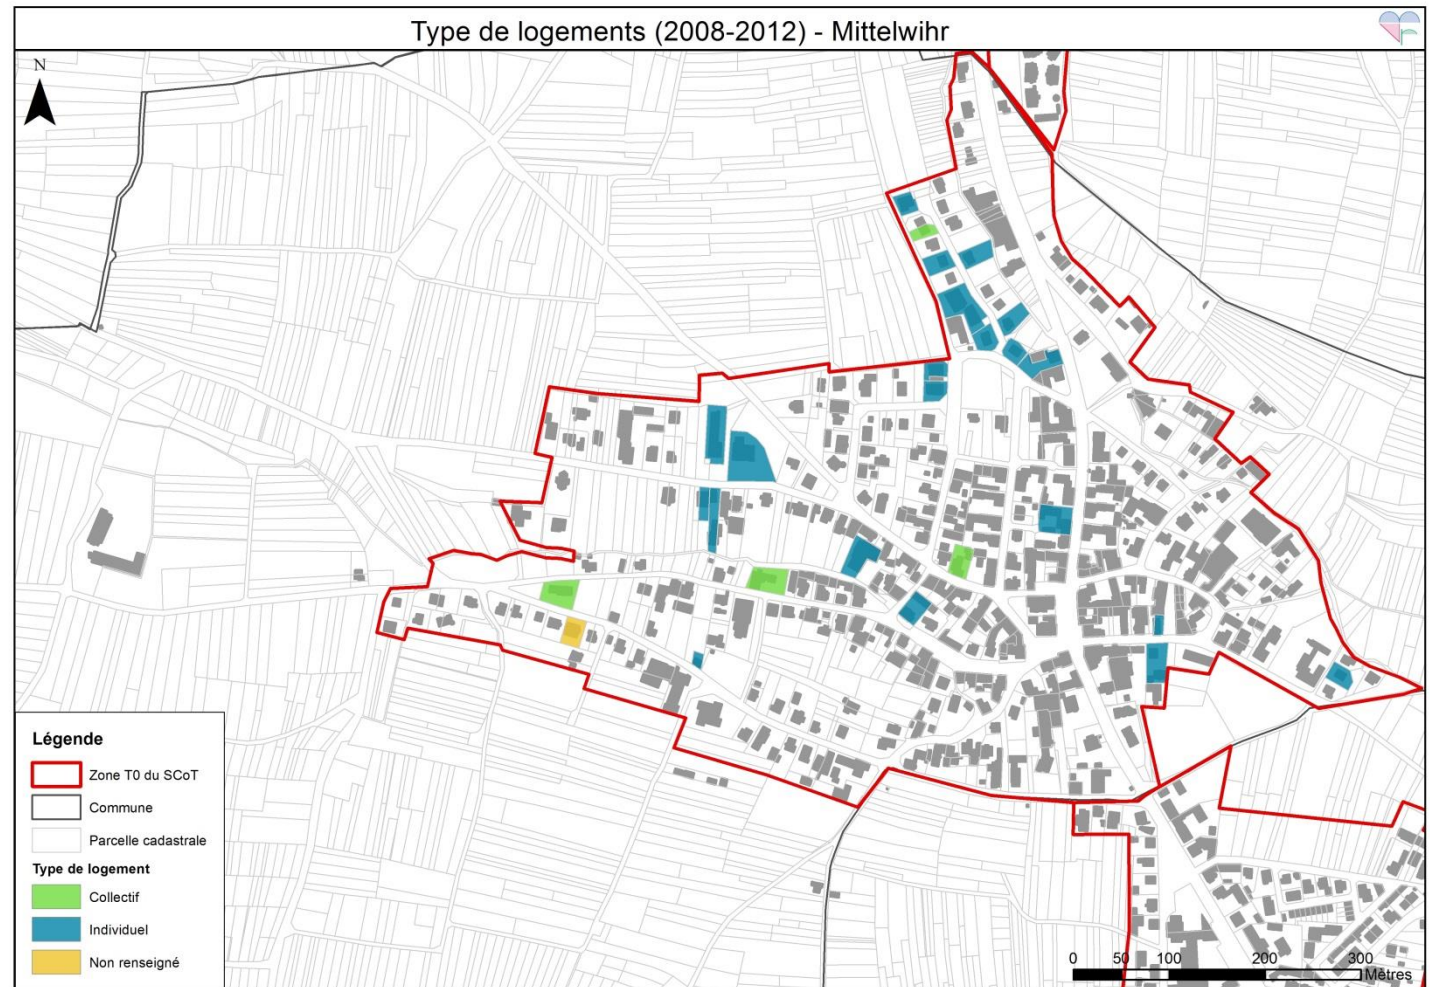 Type de logements (2008-2012) - Mittelwihr
N
Légende
Zone T0 du SCoT
Commune
Parcelle cadastrale
Type de logement
Collectif
Individuel
Non renseigné
0 50 100 200 300
Mètres